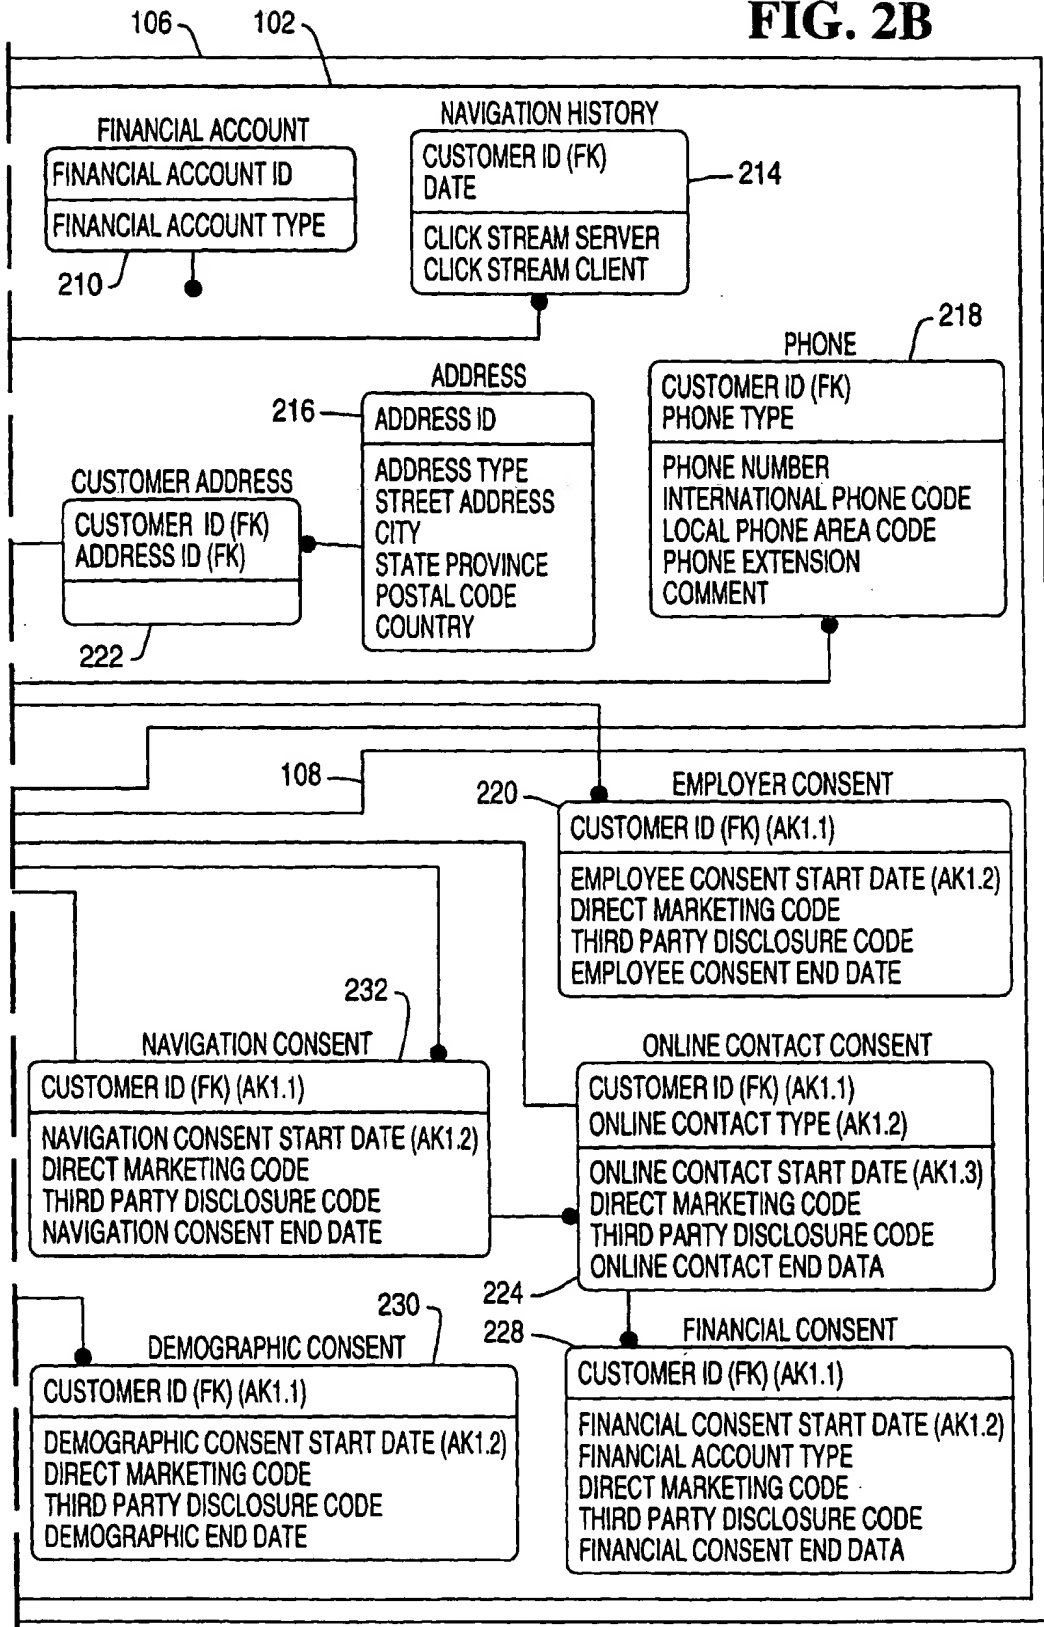 FIG. 2B
106
102
FINANCIAL ACCOUNT
FINANCIAL ACCOUNT ID
FINANCIAL ACCOUNT TYPE
210
NAVIGATION HISTORY
CUSTOMER ID (FK)
DATE
CLICK STREAM SERVER
CLICK STREAM CLIENT
214
218
PHONE
CUSTOMER ID (FK)
PHONE TYPE
PHONE NUMBER
INTERNATIONAL PHONE CODE
LOCAL PHONE AREA CODE
PHONE EXTENSION
COMMENT
ADDRESS
216
ADDRESS ID
ADDRESS TYPE
STREET ADDRESS
CITY
STATE PROVINCE
POSTAL CODE
COUNTRY
CUSTOMER ADDRESS
CUSTOMER ID (FK)
ADDRESS ID (FK)
222
108
220
EMPLOYER CONSENT
CUSTOMER ID (FK) (AK1.1)
EMPLOYEE CONSENT START DATE (AK1.2)
DIRECT MARKETING CODE
THIRD PARTY DISCLOSURE CODE
EMPLOYEE CONSENT END DATE
232
NAVIGATION CONSENT
CUSTOMER ID (FK) (AK1.1)
NAVIGATION CONSENT START DATE (AK1.2)
DIRECT MARKETING CODE
THIRD PARTY DISCLOSURE CODE
NAVIGATION CONSENT END DATE
ONLINE CONTACT CONSENT
CUSTOMER ID (FK) (AK1.1)
ONLINE CONTACT TYPE (AK1.2)
ONLINE CONTACT START DATE (AK1.3)
DIRECT MARKETING CODE
THIRD PARTY DISCLOSURE CODE
ONLINE CONTACT END DATA
224
230
DEMOGRAPHIC CONSENT
CUSTOMER ID (FK) (AK1.1)
DEMOGRAPHIC CONSENT START DATE (AK1.2)
DIRECT MARKETING CODE
THIRD PARTY DISCLOSURE CODE
DEMOGRAPHIC END DATE
228
FINANCIAL CONSENT
CUSTOMER ID (FK) (AK1.1)
FINANCIAL CONSENT START DATE (AK1.2)
FINANCIAL ACCOUNT TYPE
DIRECT MARKETING CODE
THIRD PARTY DISCLOSURE CODE
FINANCIAL CONSENT END DATA